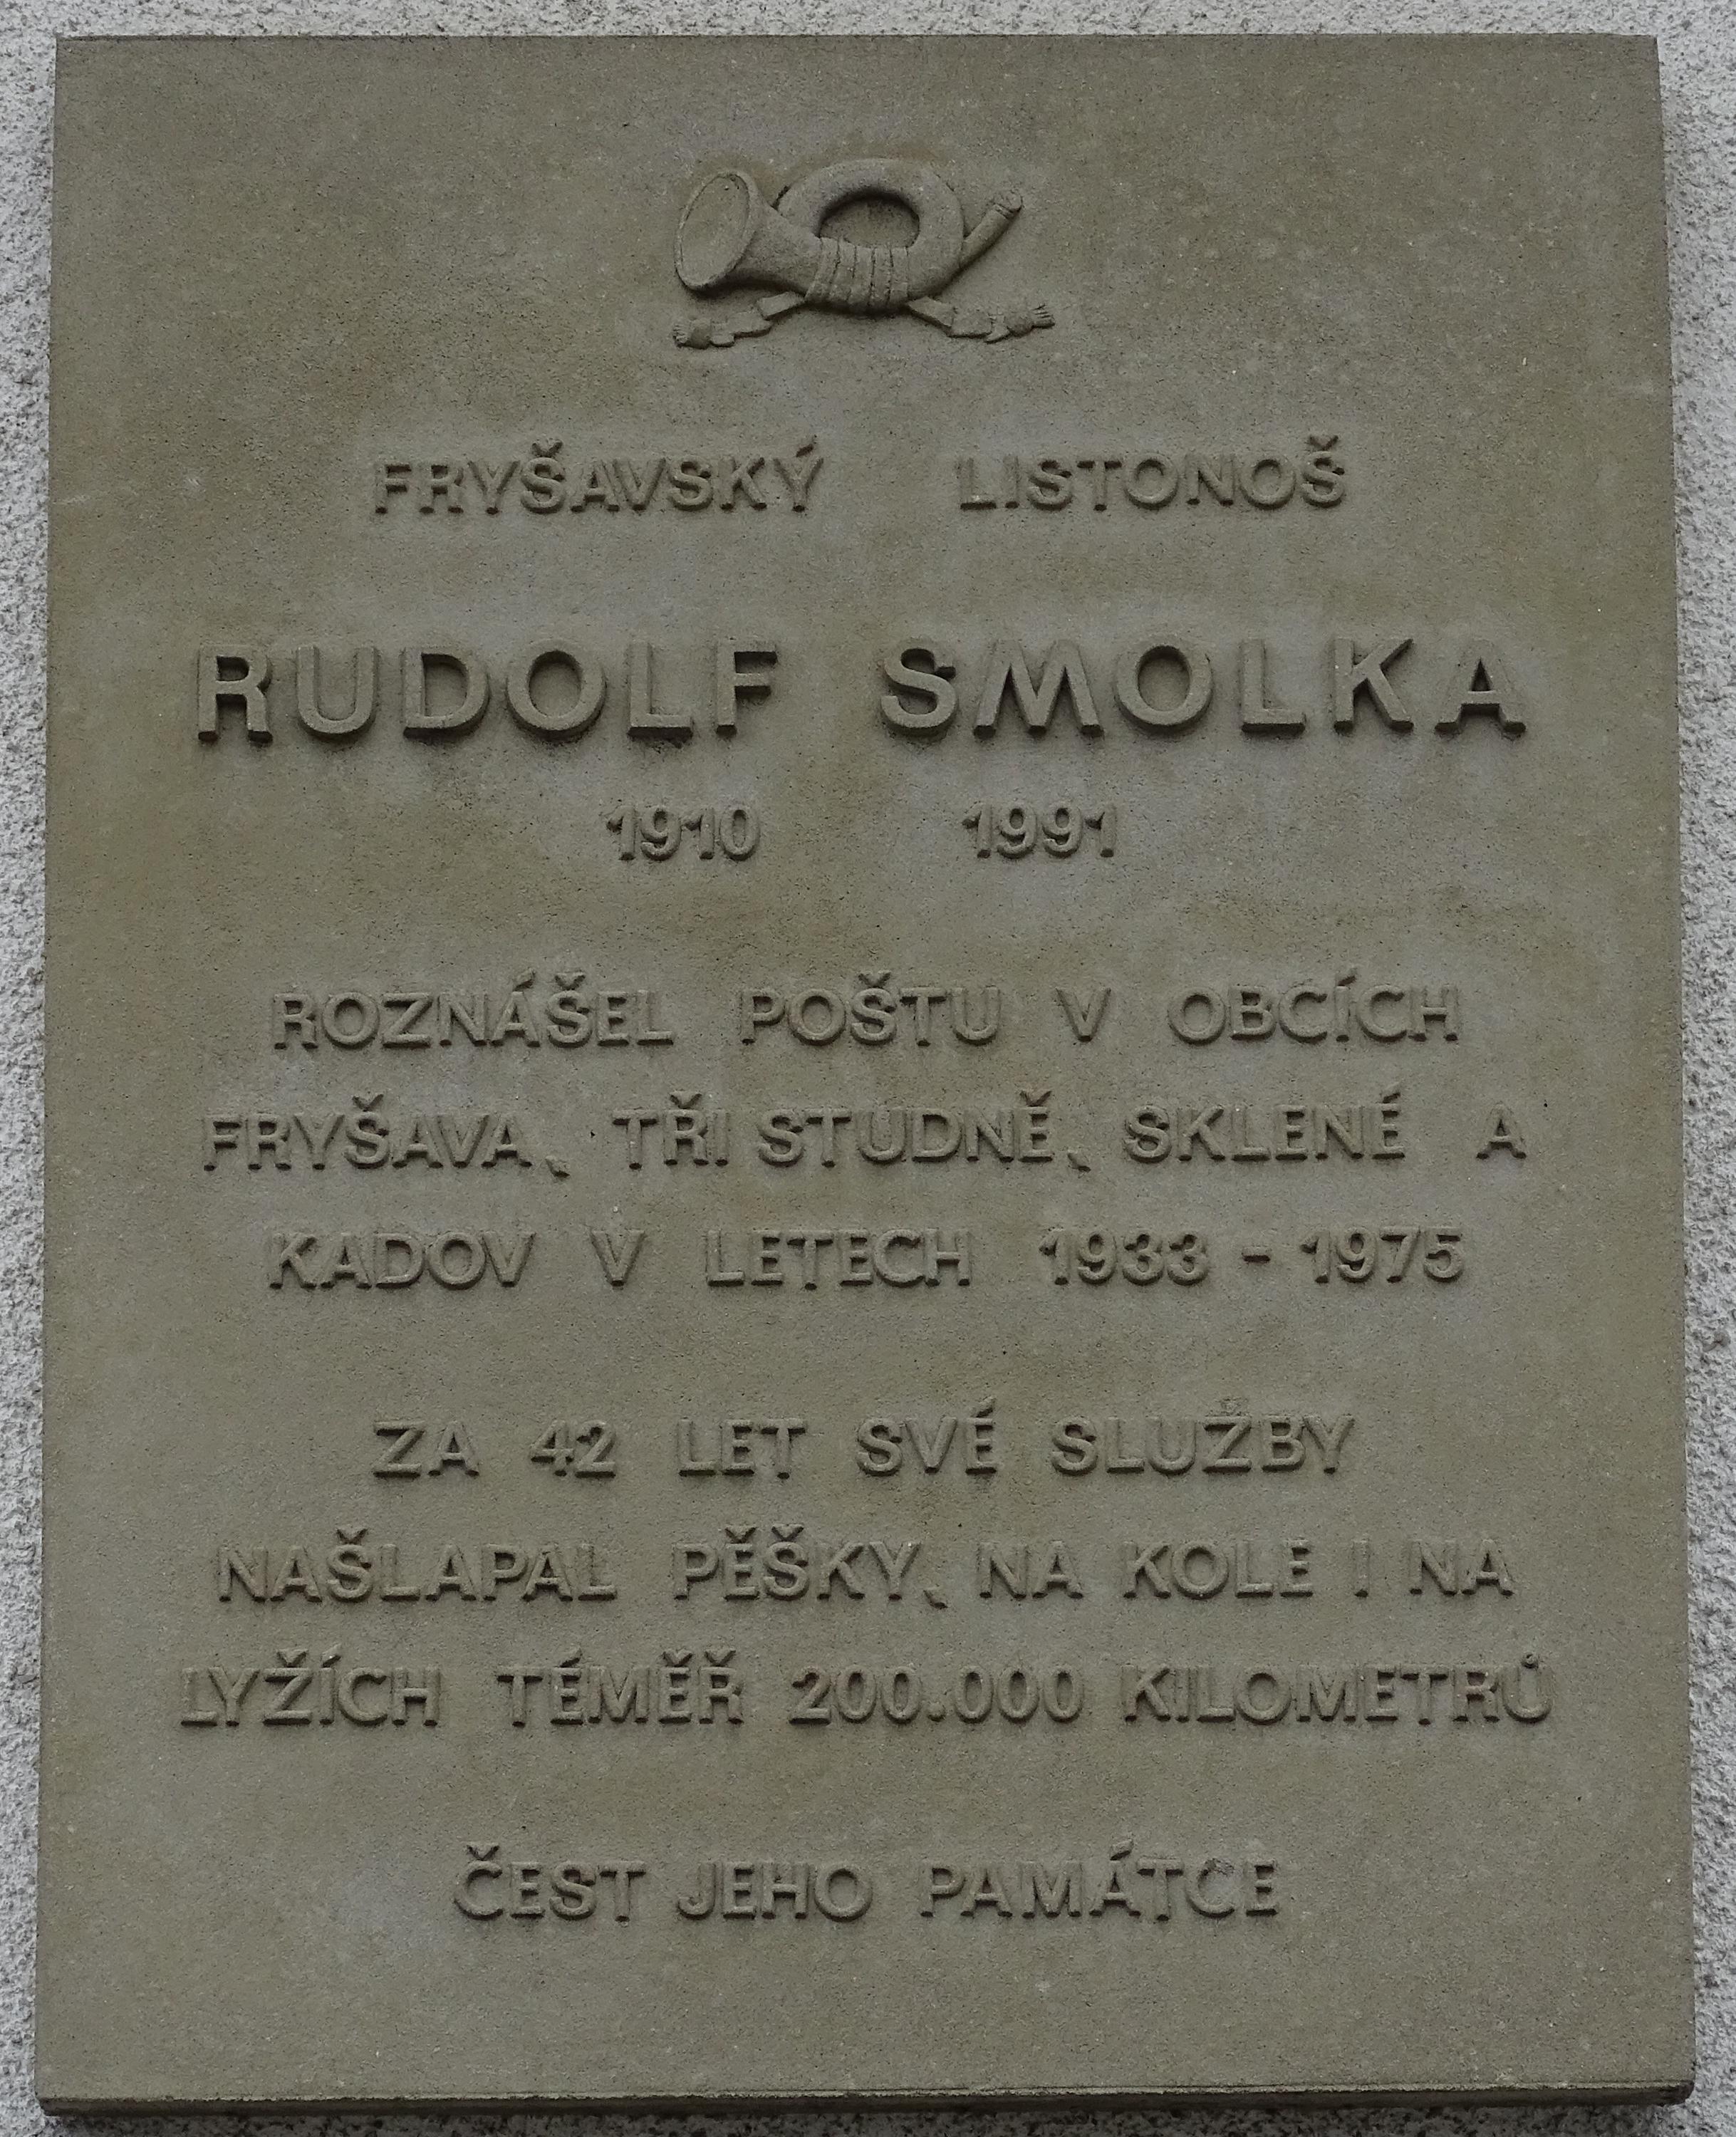 FRYŠAVSKÝ LISTONOŠ
RUDOLF SMOLKA
1910 1991
ROZNÁŠEL POŠTU V OBCÍCH
FRYŠAVA, TŘI STUDNĚ, SKLENÉ A
KADOV V LETECH 1933 - 1975
ZA 42 LET SVÉ SLUŽBY
NAŠLAPAL PĚŠKY, NA KOLE I NA
LYŽÍCH TÉMĚŘ 200.000 KILOMETRŮ
ČEST JEHO PAMÁTCE